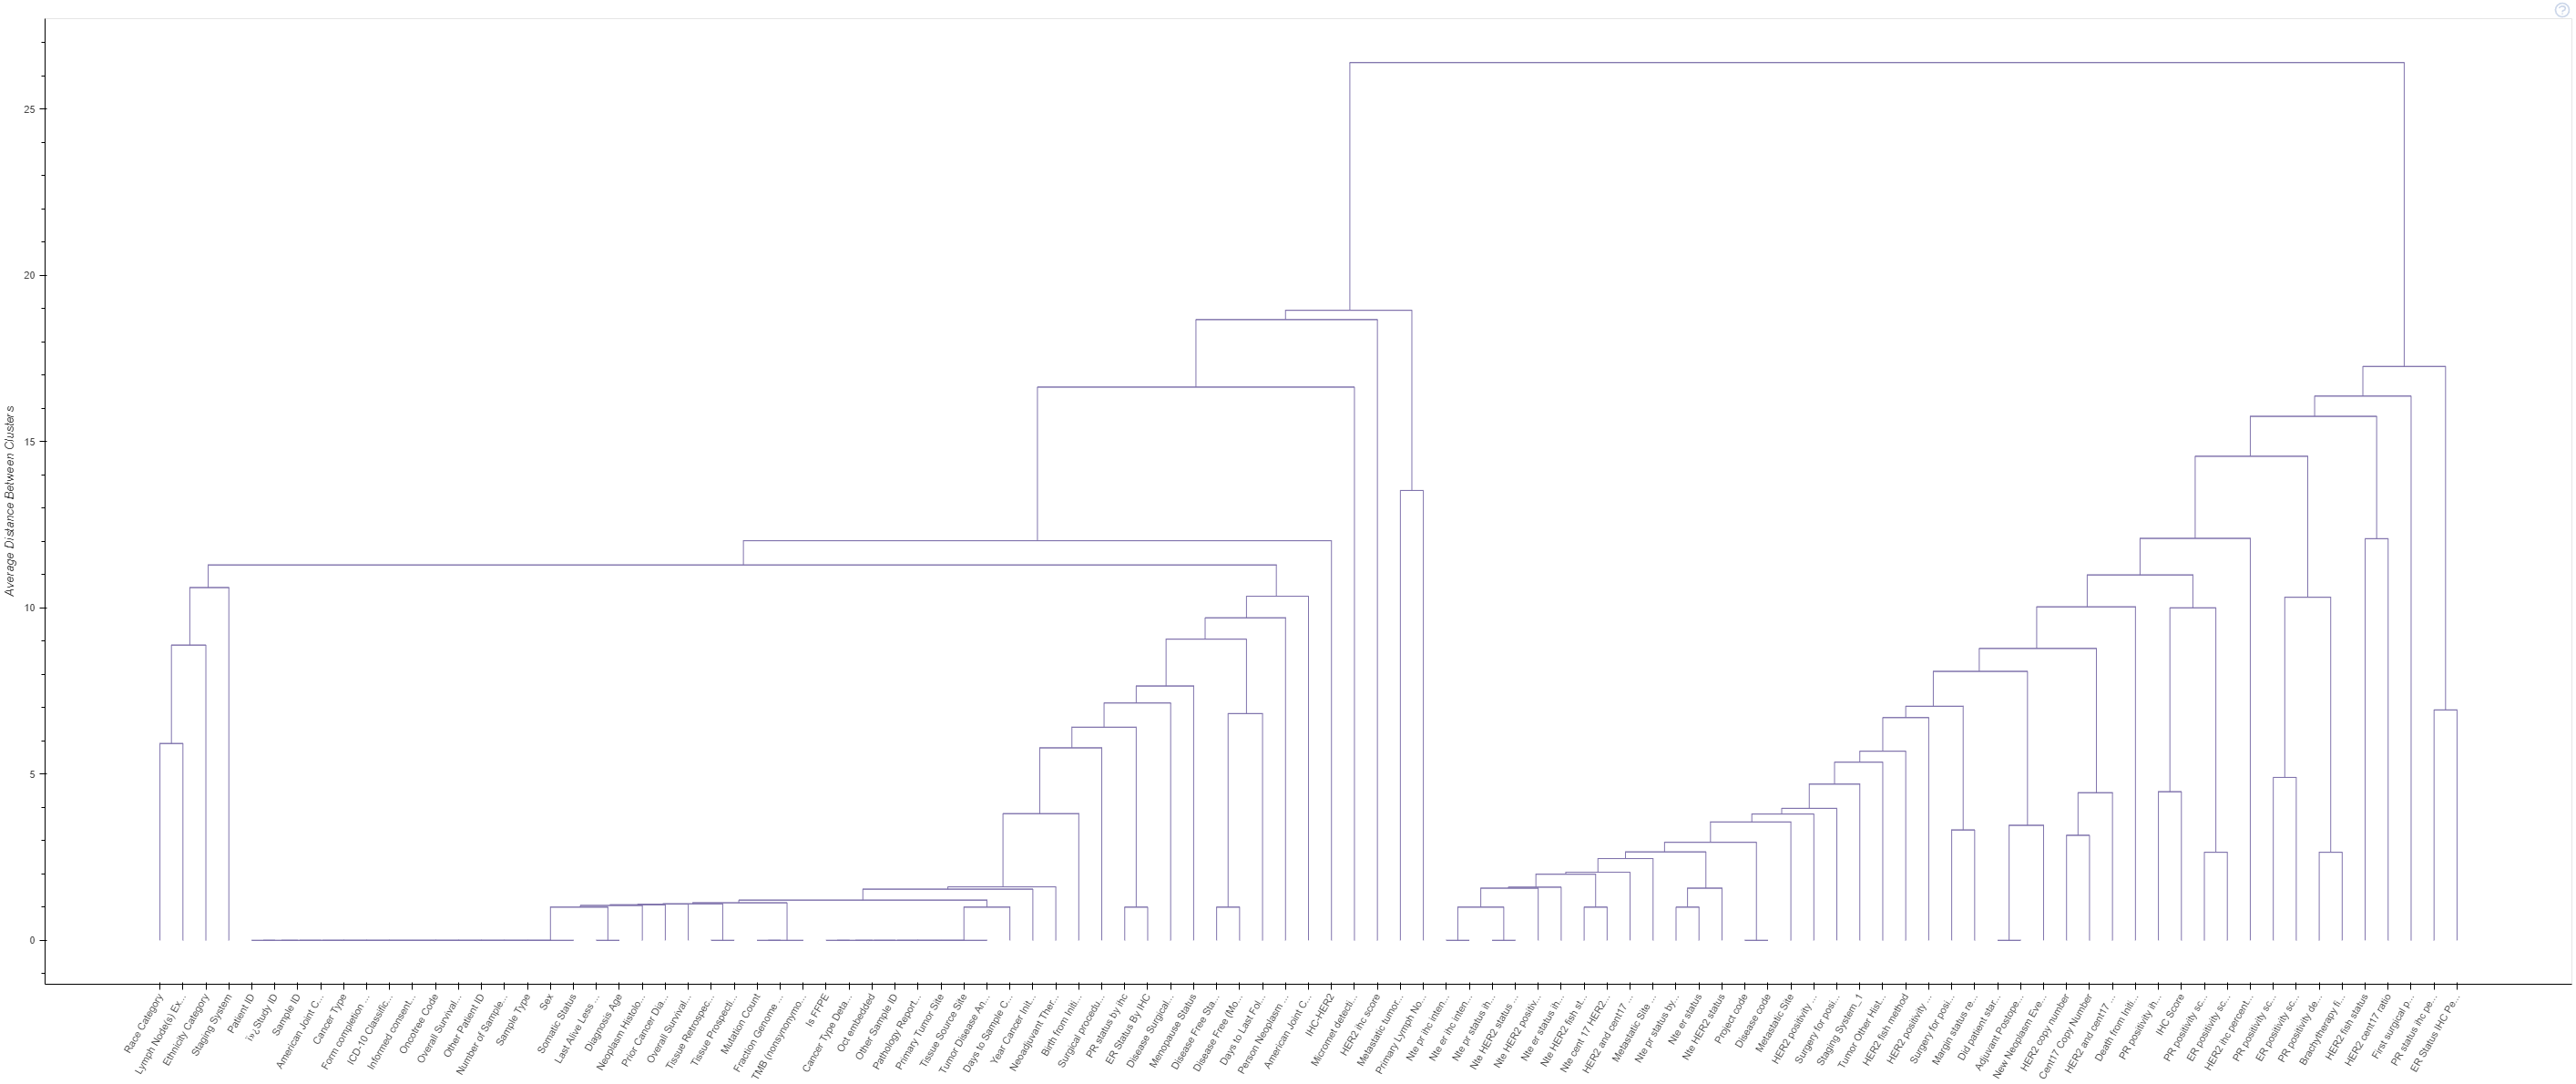 ?
25
20
15
10
5
0
Average Distance Between Clusters
Race Category
Lymph Node(s) Ex...
Ethnicity Category
Staging System
Patient ID
ï»¿Study ID
Sample ID
American Joint C...
Cancer Type
Form completion ...
ICD-10 Classific...
Informed consent...
Oncotree Code
Overall Survival...
Other Patient ID
Number of Sample...
Sample Type
Sex
Somatic Status
Last Alive Less ...
Diagnosis Age
Neoplasm Histolo...
Prior Cancer Dia...
Overall Survival...
Tissue Retrospec...
Tissue Prospecti...
Mutation Count
Fraction Genome ...
TMB (nonsynonymo...
Is FFPE
Cancer Type Deta...
Oct embedded
Other Sample ID
Pathology Report...
Primary Tumor Site
Tissue Source Site
Tumor Disease An...
Days to Sample C...
Year Cancer Init...
Neoadjuvant Ther...
Birth from Initi...
Surgical procedu...
PR status by ihc
ER Status By IHC
Disease Surgical...
Menopause Status
Disease Free Sta...
Disease Free (Mo...
Days to Last Fol...
Person Neoplasm ...
American Joint C...
IHC-HER2
Micromet detecti...
HER2 ihc score
Metastatic tumor...
Primary Lymph No...
Nte pr ihc inten...
Nte er ihc inten...
Nte pr status ih...
Nte HER2 status ...
Nte HER2 positiv...
Nte er status ih...
Nte HER2 fish st...
Nte cent 17 HER2...
HER2 and cent17 ...
Metastatic Site ...
Nte pr status by...
Nte er status
Nte HER2 status
Project code
Disease code
Metastatic Site
HER2 positivity ...
Surgery for posi...
Staging System_1
Tumor Other Hist...
HER2 fish method
HER2 positivity ...
Surgery for posi...
Margin status re...
Did patient star...
Adjuvant Postope...
New Neoplasm Eve...
HER2 copy number
Cent17 Copy Number
HER2 and cent17 ...
Death from Initi...
PR positivity ih...
IHC Score
PR positivity sc...
ER positivity sc...
HER2 ihc percent...
PR positivity sc...
ER positivity sc...
PR positivity de...
Brachytherapy fi...
HER2 fish status
HER2 cent17 ratio
First surgical p...
PR status ihc pe...
ER Status IHC Pe...